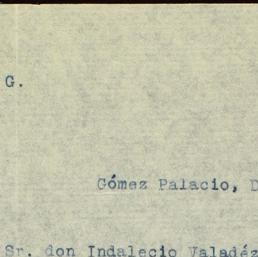 G.
Gómez Palacio, D
Sr. don Indalecio Valadéz